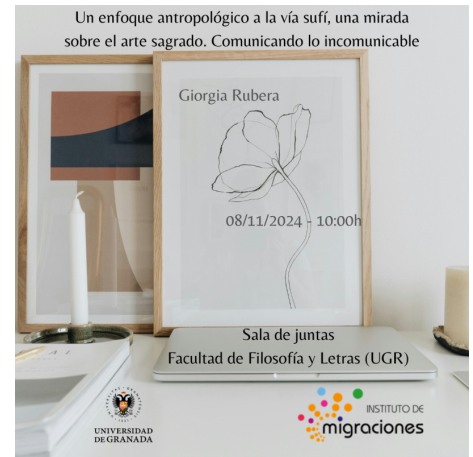 Un enfoque antropológico a la vía sufí, una mirada
sobre el arte sagrado. Comunicando lo incomunicable
Giorgia Rubera
08/11/2024 - 10:00h
Sala de juntas
Facultad de Filosofía y Letras (UGR)
UNIVERSIDAD
DE GRANADA
INSTITUTO DE
migraciones